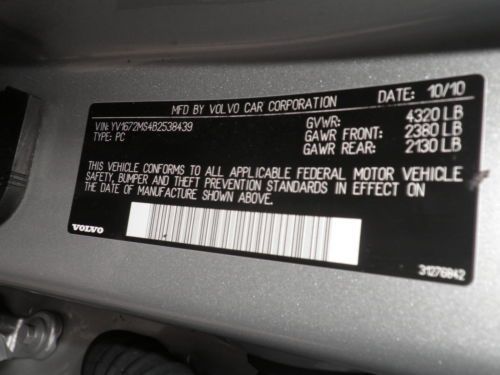 MFD BY VOLVO CAR CORPORATION DATE: 10/10
VIN: YV1672MS4B2538439 GVWR: 4320 LB
TYPE: PC GAWR FRONT: 2380 LB
GAWR REAR: 2130 LB
THIS VEHICLE CONFORMS TO ALL APPLICABLE FEDERAL MOTOR VEHICLE
SAFETY, BUMPER AND THEFT PREVENTION STANDARDS IN EFFECT ON
THE DATE OF MANUFACTURE SHOWN ABOVE.
VOLVO
31276842